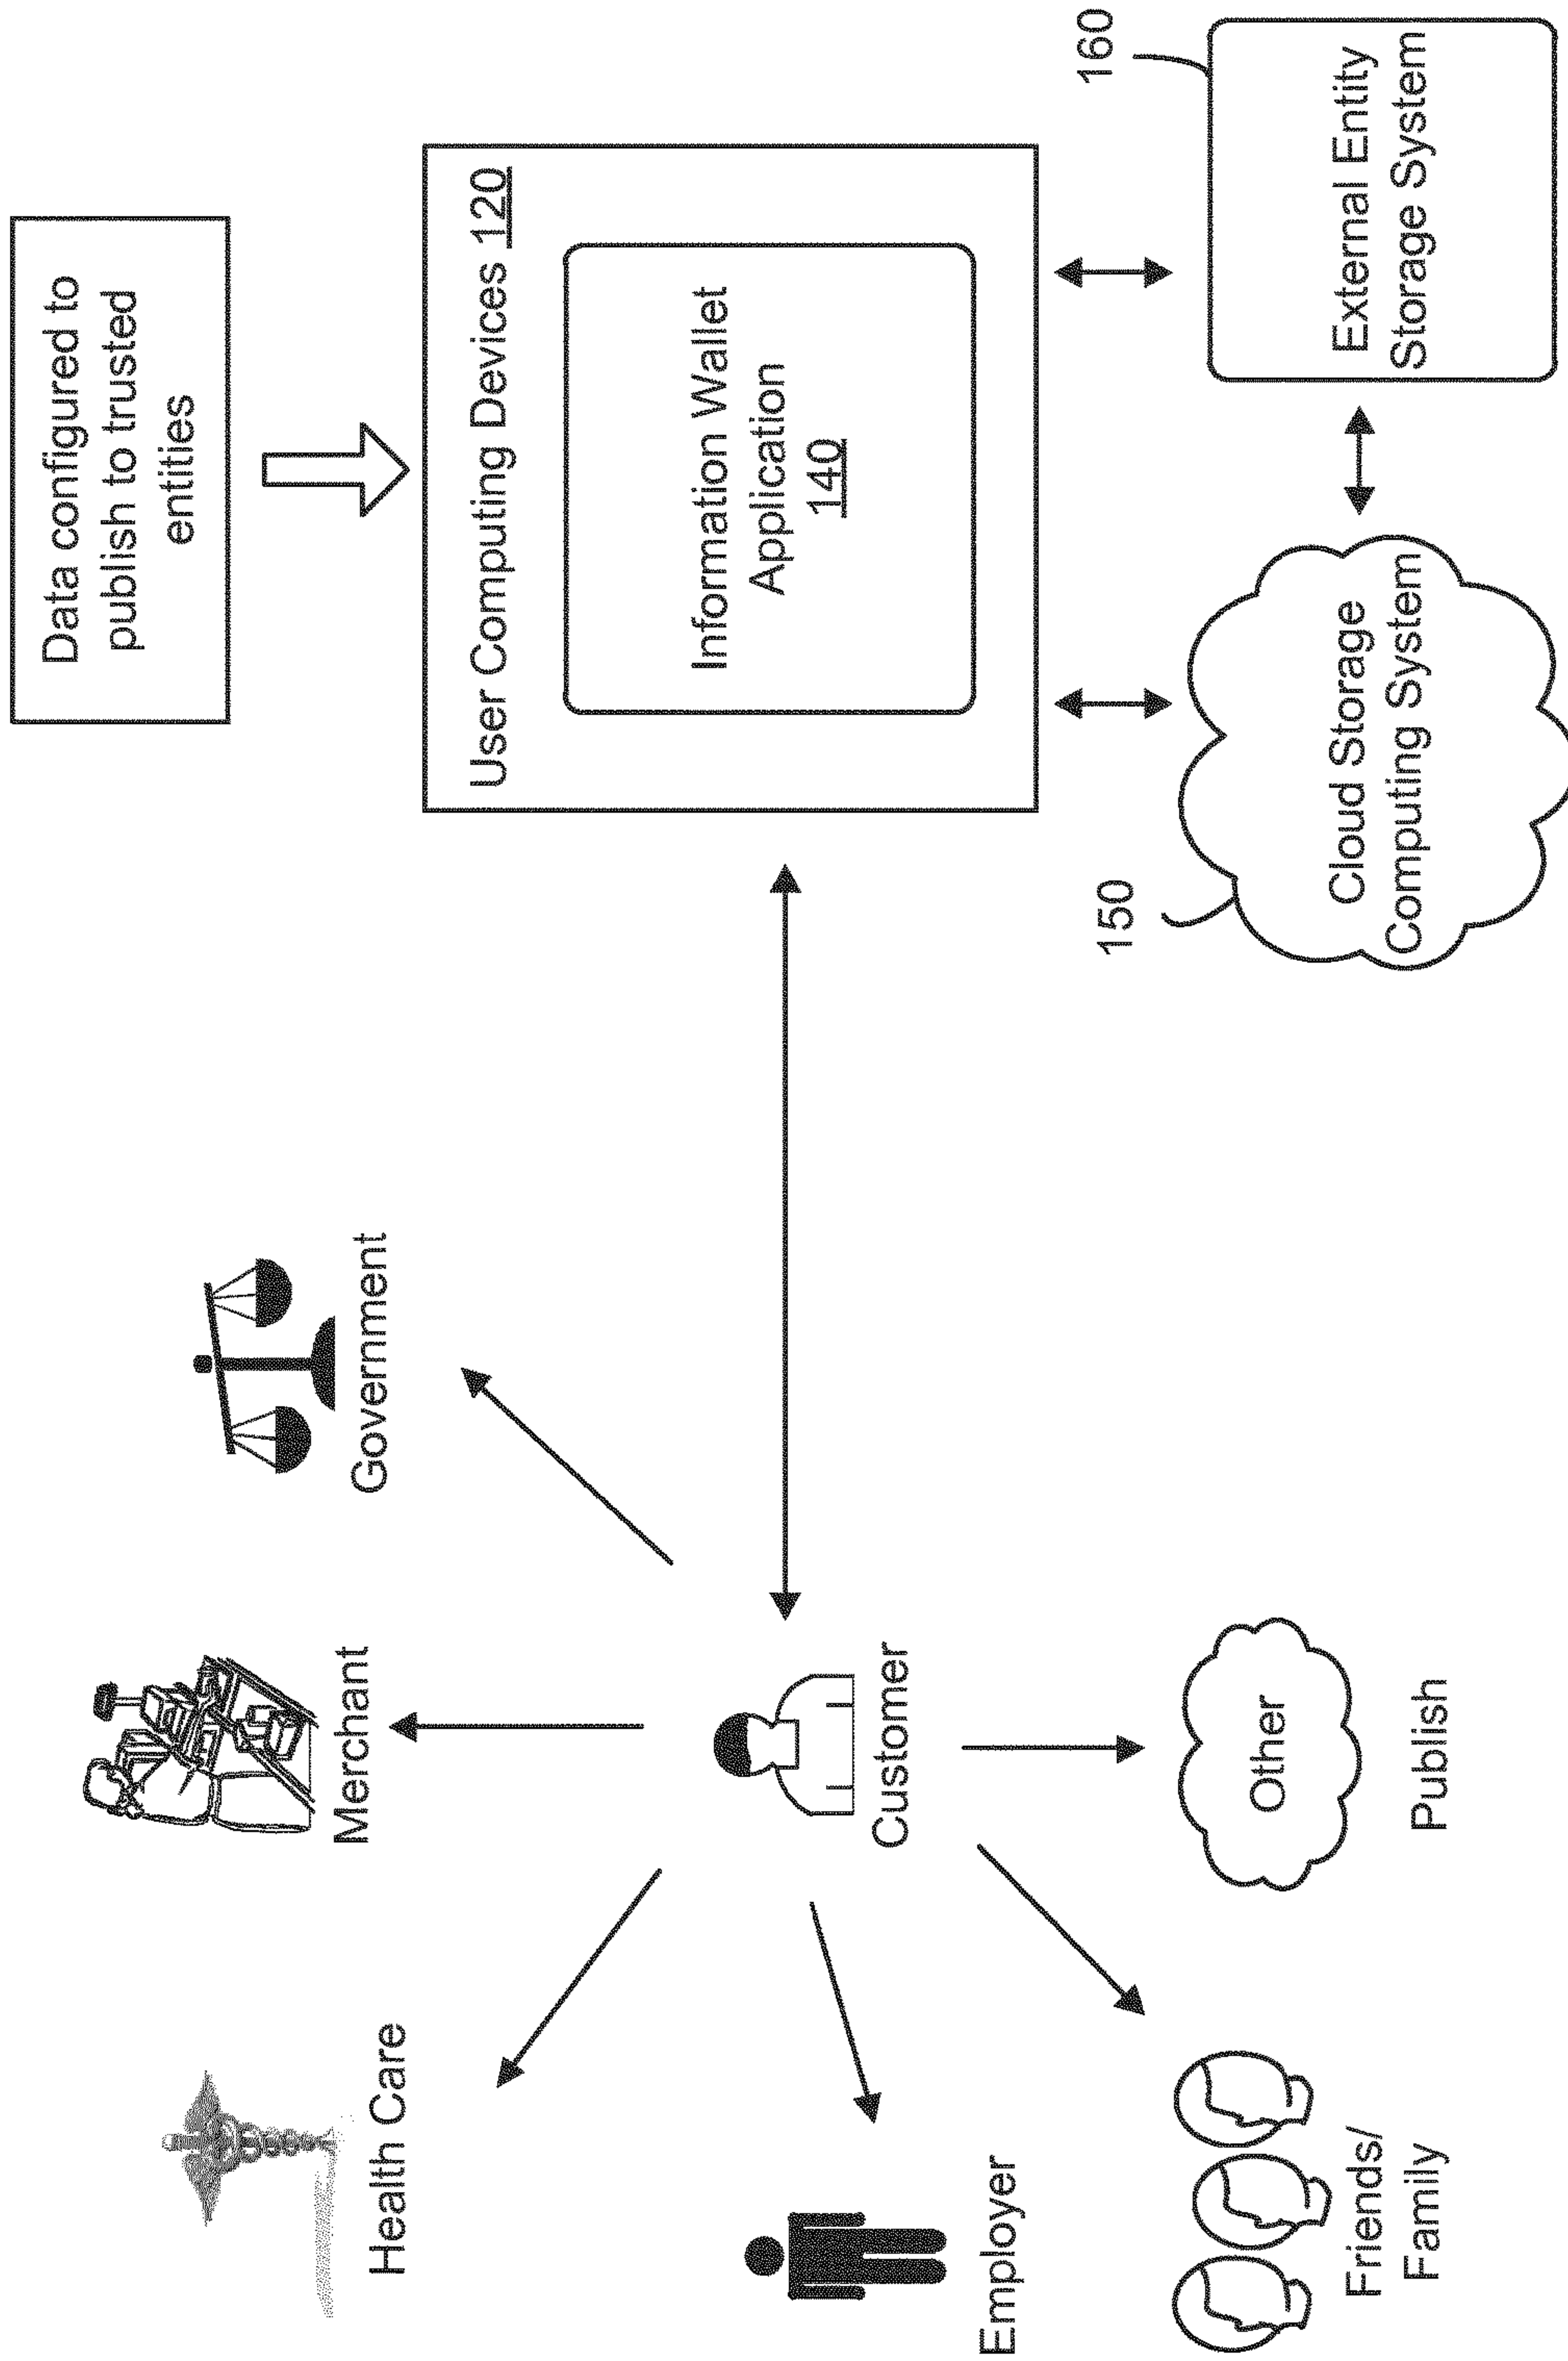 Health Care
Merchant
Government
Data configured to
publish to trusted
entities
Employer
Customer
User Computing Devices 120
Information Wallet
Application
140
Friends/
Family
Other
Publish
150
Cloud Storage
Computing System
160
External Entity
Storage System